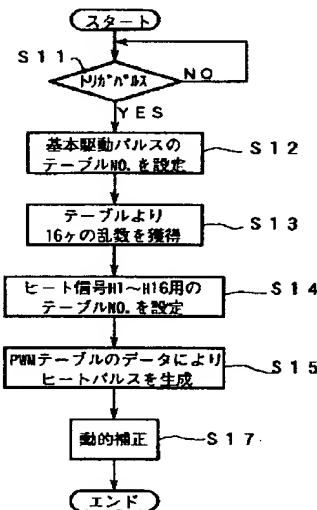 スタート
S11
トリガパルス
NO
YES
基本駆動パルスの
テーブルNO.を設定
S12
テーブルより
16ヶの乱数を獲得
S13
ヒート信号H1〜H16用の
テーブルNO.を設定
S14
PWMテーブルのデータにより
ヒートパルスを生成
S15
動的補正
S17
エンド